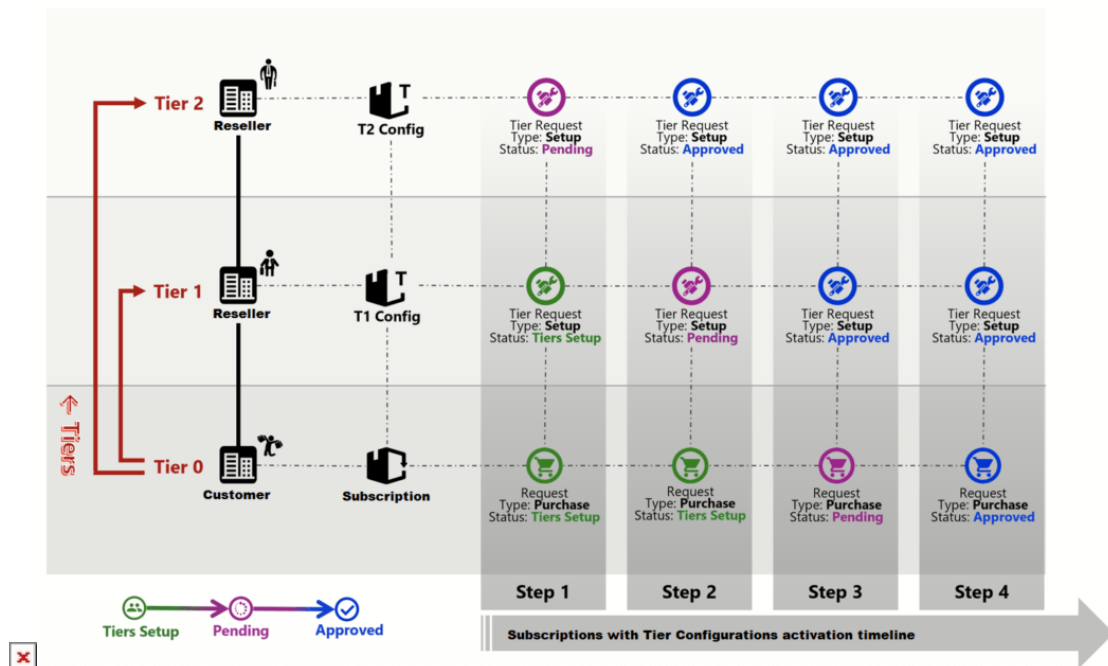 Tier 2
Reseller
T
T2 Config
Tier Request
Type: Setup
Status: Pending
Tier Request
Type: Setup
Status: Approved
Tier Request
Type: Setup
Status: Approved
Tier Request
Type: Setup
Status: Approved
Tier 1
Reseller
T
T1 Config
Tier Request
Type: Setup
Status: Tiers Setup
Tier Request
Type: Setup
Status: Pending
Tier Request
Type: Setup
Status: Approved
Tier Request
Type: Setup
Status: Approved
Tiers
Tier 0
Customer
Subscription
Request
Type: Purchase
Status: Tiers Setup
Request
Type: Purchase
Status: Tiers Setup
Request
Type: Purchase
Status: Pending
Request
Type: Purchase
Status: Approved
Step 1
Step 2
Step 3
Step 4
Tiers Setup
Pending
Approved
Subscriptions with Tier Configurations activation timeline